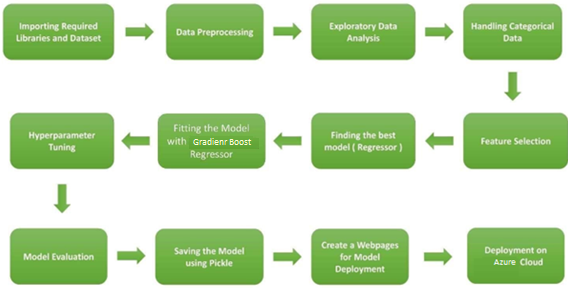 Importing Required
Libraries and Dataset
Data Preprocessing
Exploratory Data
Analysis
Handling Categorical
Data
Feature Selection
Finding the best
model ( Regressor )
Fitting the Model
with Gradienr Boost
Regressor
Hyperparameter
Tuning
Model Evaluation
Saving the Model
using Pickle
Create a Webpages
for Model
Deployment
Deployment on
Azure Cloud